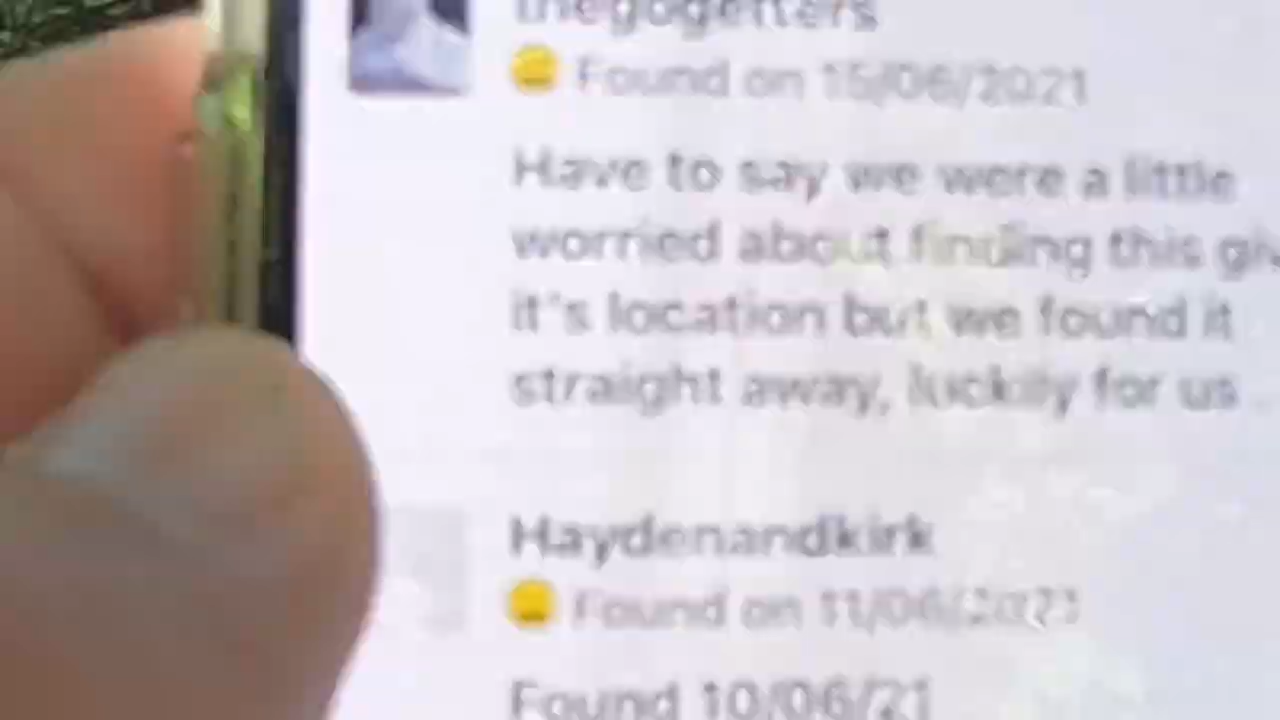 thegogetters
Found on 15/06/2021
Have to say we were a little
worried about finding this
it's location but we found it
straight away, luckily for us
Haydenandkirk
Found on 11/06/2021
Found 10/06/21